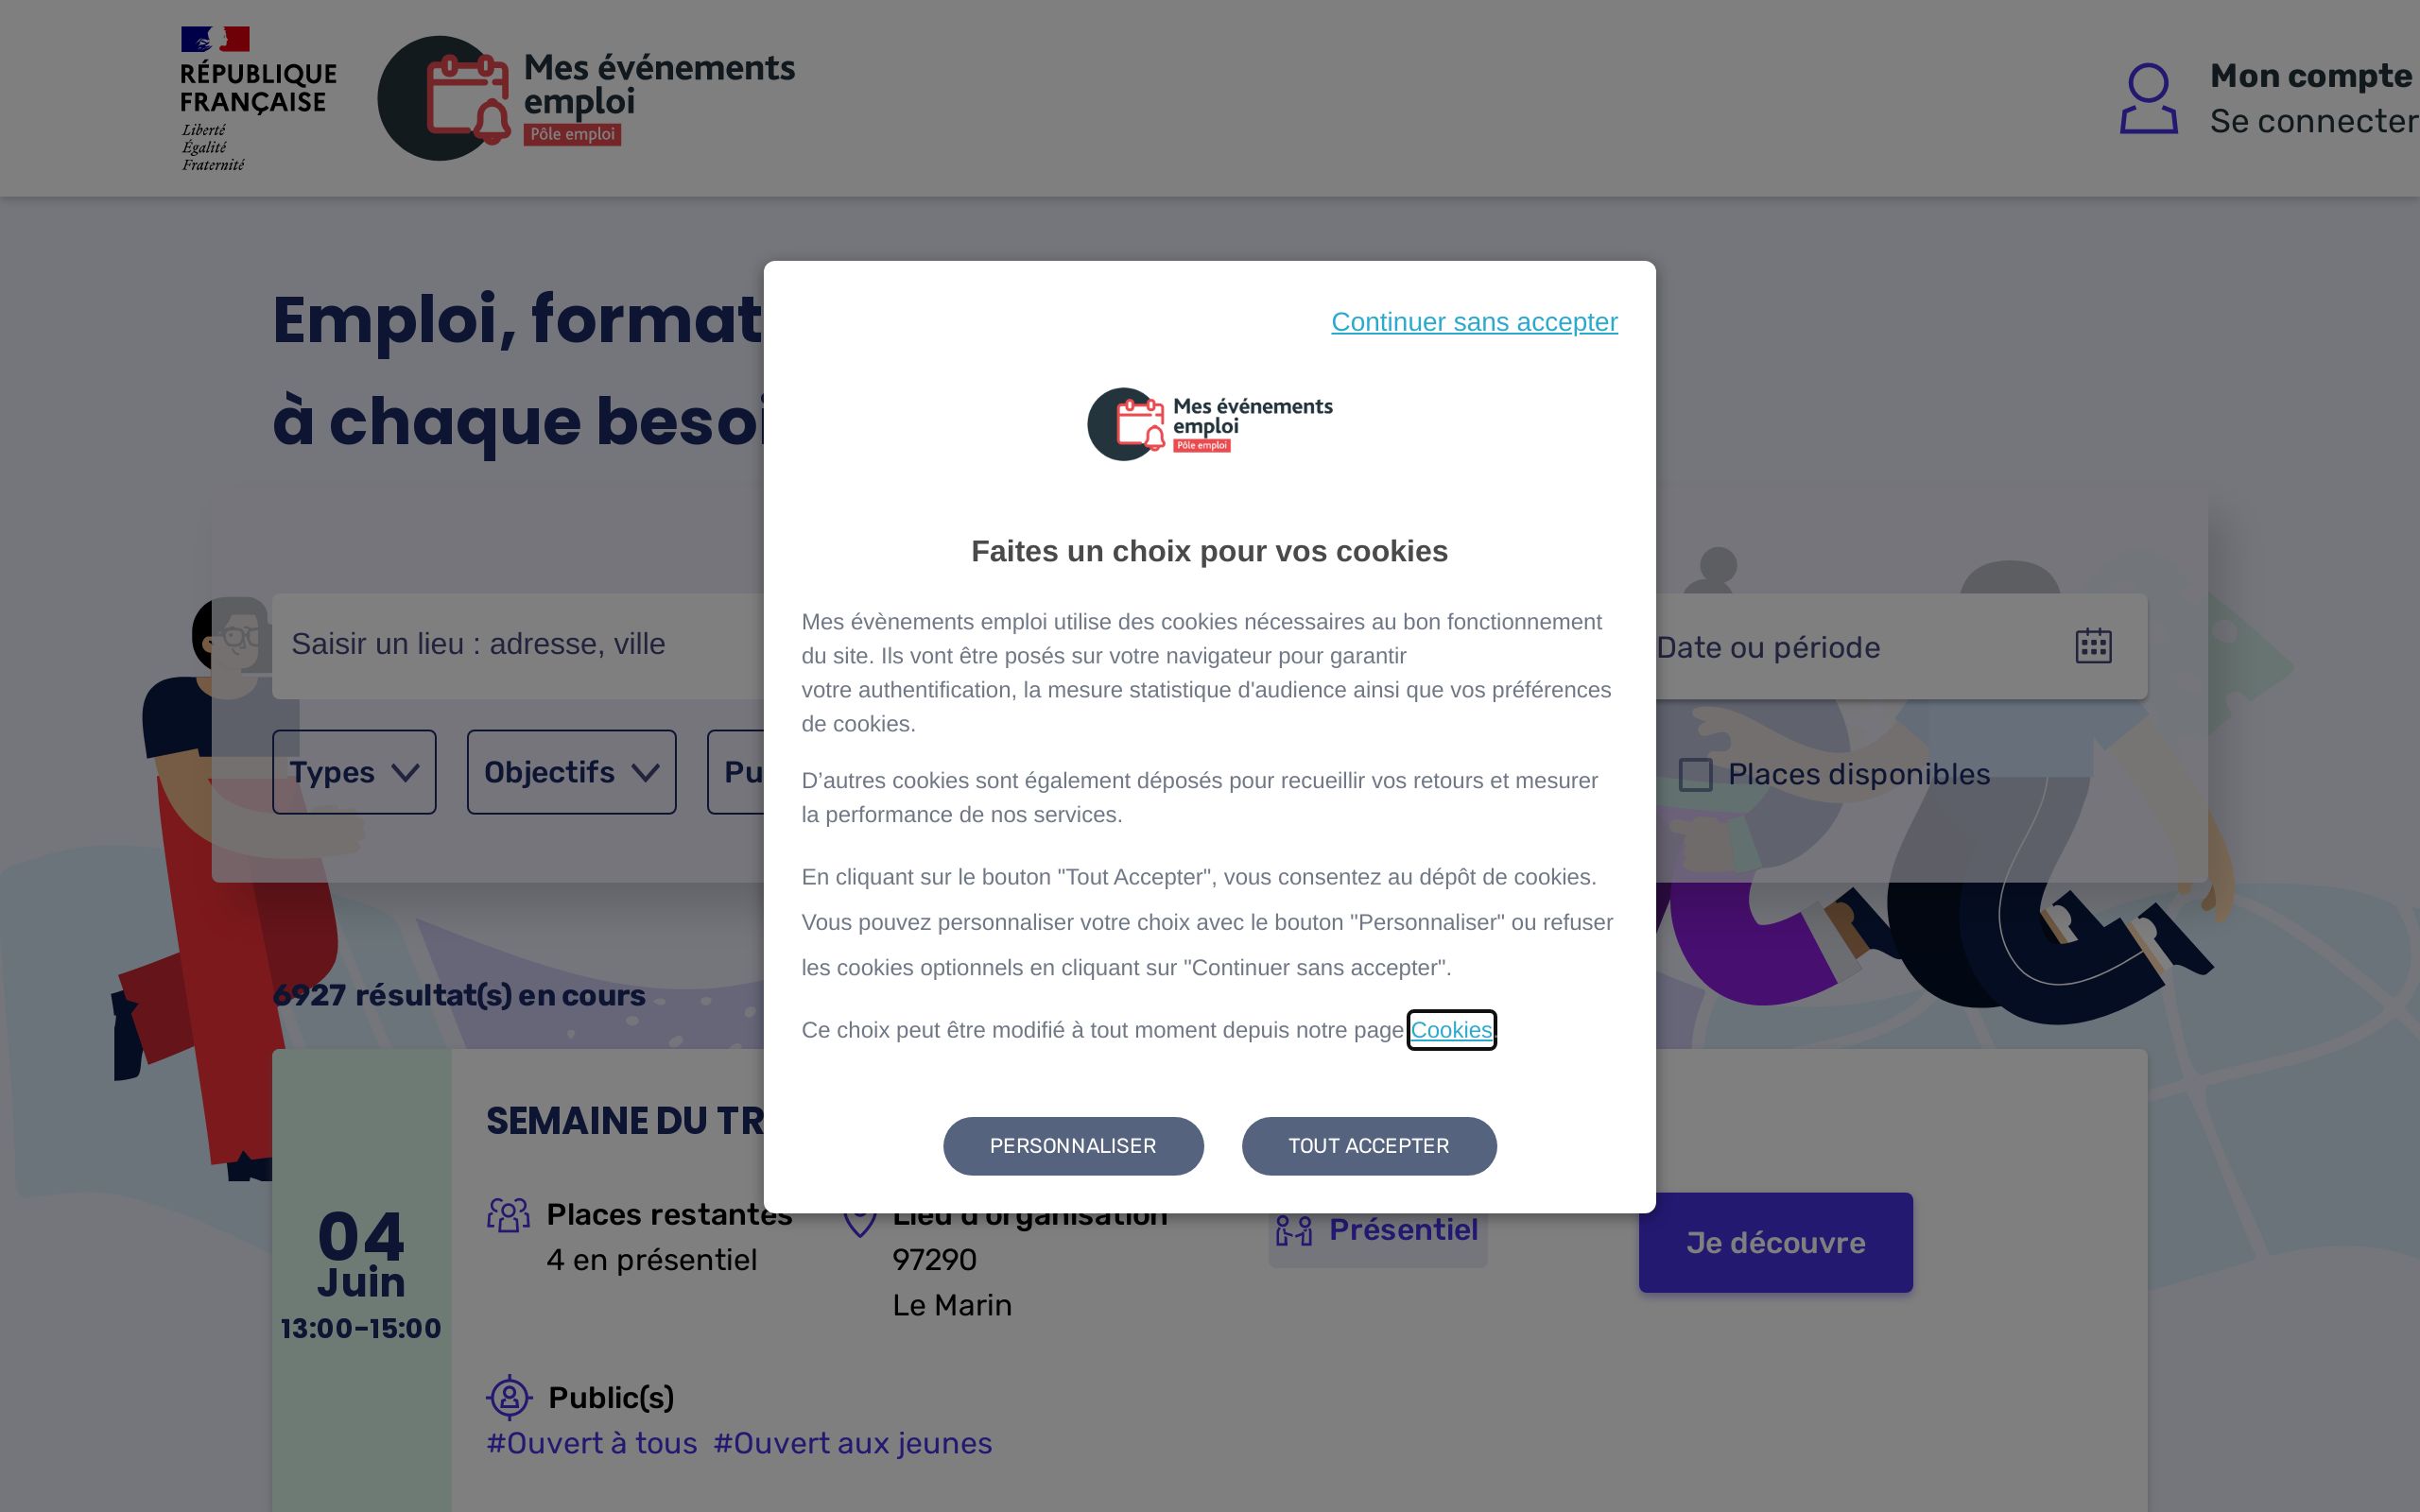 RÉPUBLIQUE
FRANÇAISE
Liberté
Égalité
Fraternité
Mes événements
emploi
Pôle emploi
Mon compte
Se connecter
Emploi, format
à chaque besoi
Saisir un lieu : adresse, ville
Date ou période
Types
Objectifs
Pu
Places disponibles
Continuer sans accepter
Mes événements
emploi
Pôle emploi
Faites un choix pour vos cookies
Mes évènements emploi utilise des cookies nécessaires au bon fonctionnement
du site. Ils vont être posés sur votre navigateur pour garantir
votre authentification, la mesure statistique d'audience ainsi que vos préférences
de cookies.
D’autres cookies sont également déposés pour recueillir vos retours et mesurer
la performance de nos services.
En cliquant sur le bouton "Tout Accepter", vous consentez au dépôt de cookies.
Vous pouvez personnaliser votre choix avec le bouton "Personnaliser" ou refuser
les cookies optionnels en cliquant sur "Continuer sans accepter".
Ce choix peut être modifié à tout moment depuis notre page Cookies.
PERSONNALISER
TOUT ACCEPTER
6927 résultat(s) en cours
04
Juin
13:00-15:00
SEMAINE DU TR
Places restantes
4 en présentiel
Lieu d'organisation
97290
Le Marin
Présentiel
Je découvre
Public(s)
#Ouvert à tous #Ouvert aux jeunes